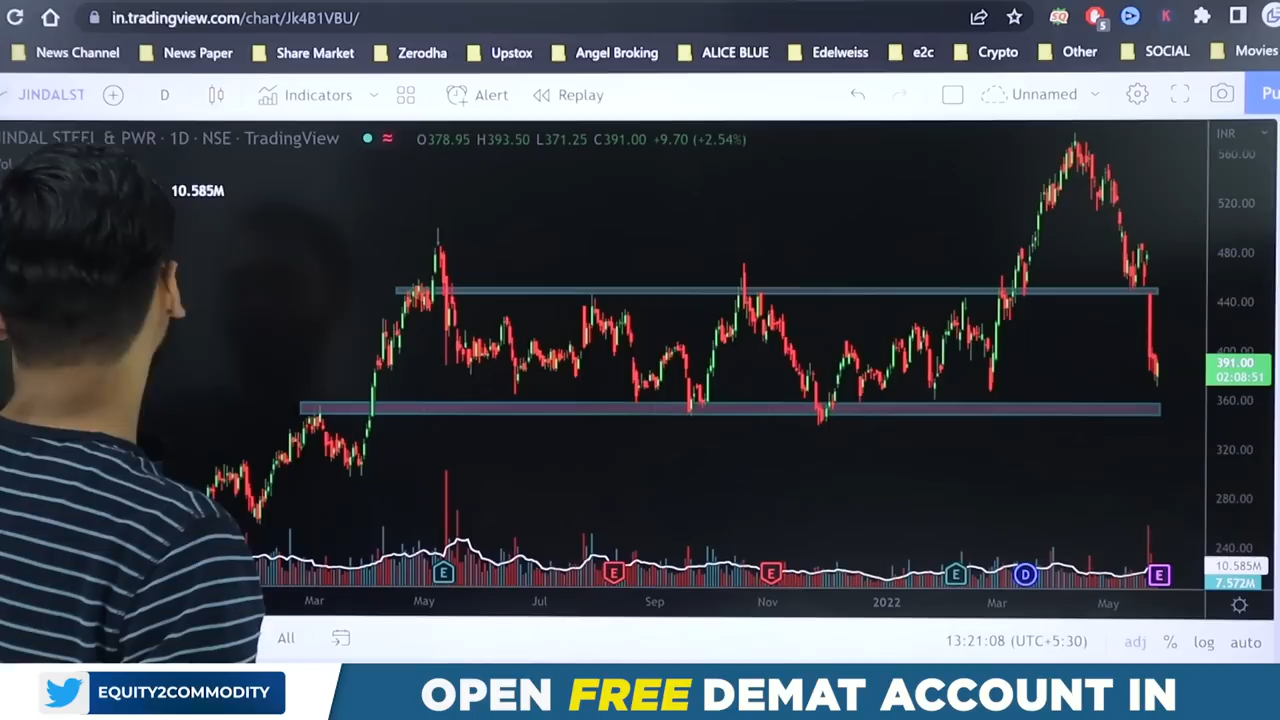 in.tradingview.com/chart/Jk4B1VBU/
SQ
5
K
News Channel
News Paper
Share Market
Zerodha
Upstox
Angel Broking
ALICE BLUE
Edelweiss
e2c
Crypto
Other
SOCIAL
Movies
JINDALST
D
Indicators
Alert
Replay
Unnamed
Pu
INDAL STEEL & PWR · 1D · NSE · TradingView
O378.95 H393.50 L371.25 C391.00 +9.70 (+2.54%)
10.585M
INR
560.00
520.00
480.00
440.00
400.00
391.00
02:08:51
360.00
320.00
280.00
240.00
10.585M
7.572M
E
E
E
E
D
E
Mar
May
Jul
Sep
Nov
2022
Mar
May
All
13:21:08 (UTC+5:30)
adj
%
log
auto
EQUITY2COMMODITY
OPEN FREE DEMAT ACCOUNT IN